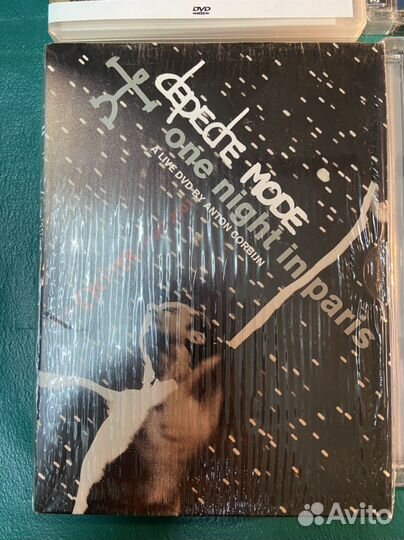 DVD
depeche MODE
one night in paris
A LIVE DVD BY ANTON CORBIJN
Avito